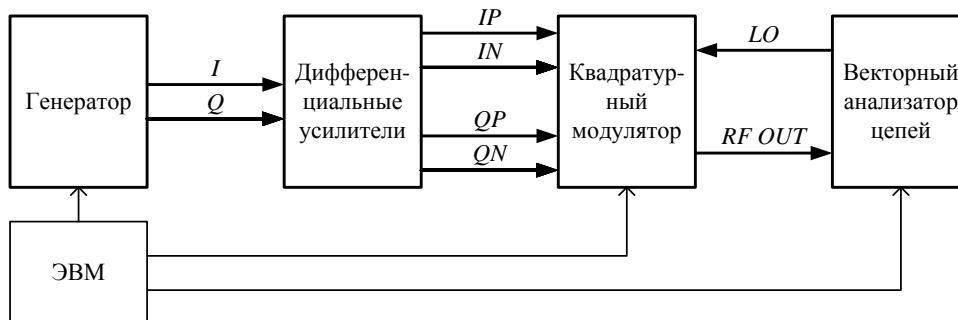 Генератор
I
Q
Дифферен-
циальные
усилители
IP
IN
QP
QN
Квадратур-
ный
модулятор
LO
RF OUT
Векторный
анализатор
цепей
ЭВМ